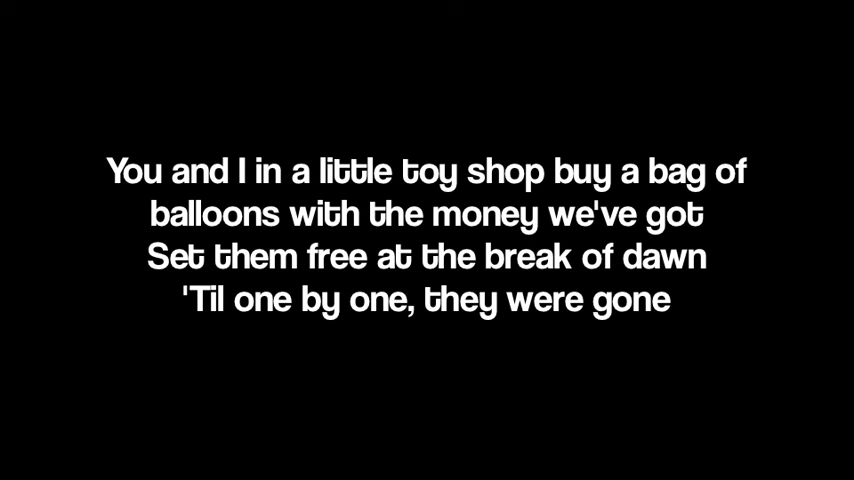 You and I in a little toy shop buy a bag of
balloons with the money we've got
Set them free at the break of dawn
'Til one by one, they were gone